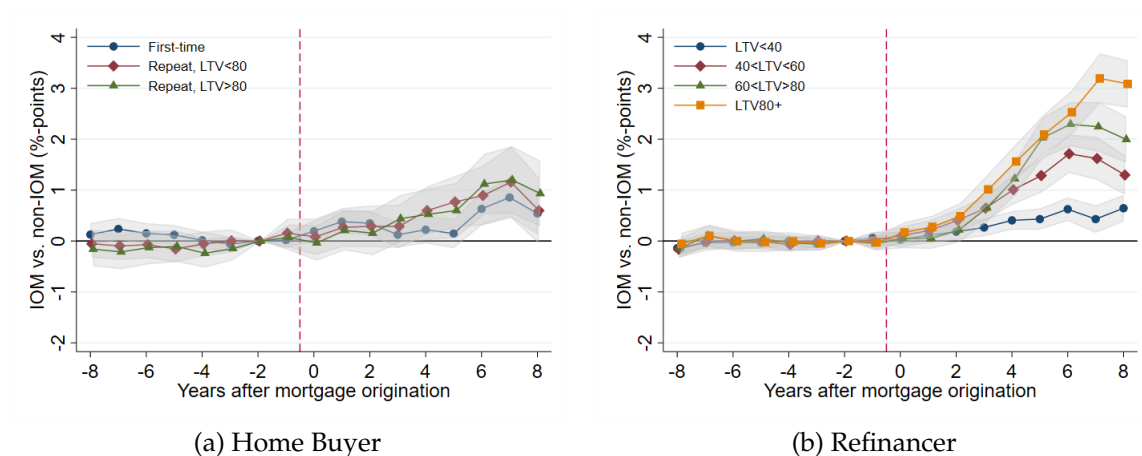 4
3
2
1
0
-1
-2
IOM vs non-IOM (%-points)
First-time
Repeat, LTV<80
Repeat, LTV>80
-8 -6 -4 -2 0 2 4 6 8
Years after mortgage origination
(a) Home Buyer
4
3
2
1
0
-1
-2
IOM vs non-IOM (%-points)
LTV<40
40<LTV<60
60<LTV>80
LTV80+
-8 -6 -4 -2 0 2 4 6 8
Years after mortgage origination
(b) Refinancer